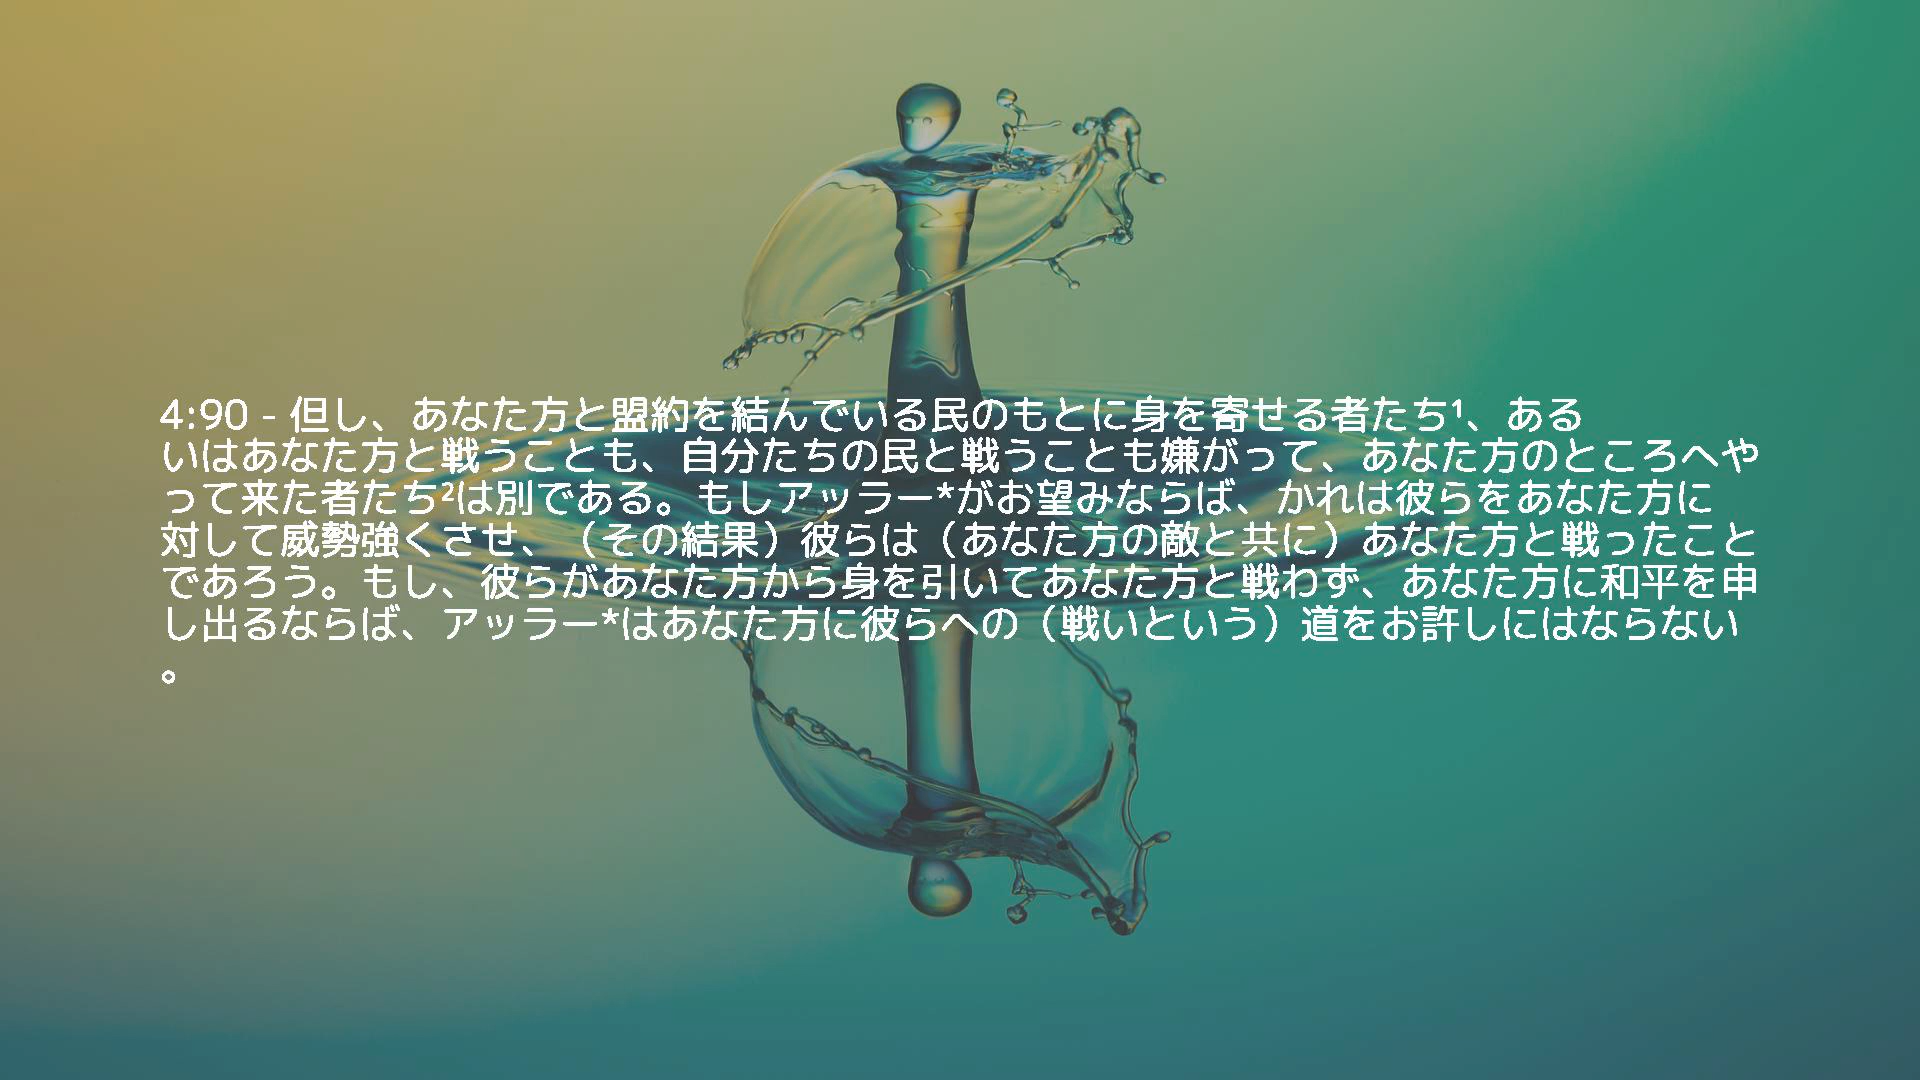 4:90 - 但し、あなた方と盟約を結んでいる民のもとに身を寄せる者たち¹、ある
いはあなた方と戦うことも、自分たちの民と戦うことも嫌がって、あなた方のところへや
って来た者たち²は別である。もしアッラー*がお望みならば、かれは彼らをあなた方に
対して威勢強くさせ、（その結果）彼らは（あなた方の敵と共に）あなた方と戦ったこと
であろう。もし、彼らがあなた方から身を引いてあなた方と戦わず、あなた方に和平を申
し出るならば、アッラー*はあなた方に彼らへの（戦いという）道をお許しにはならない
。